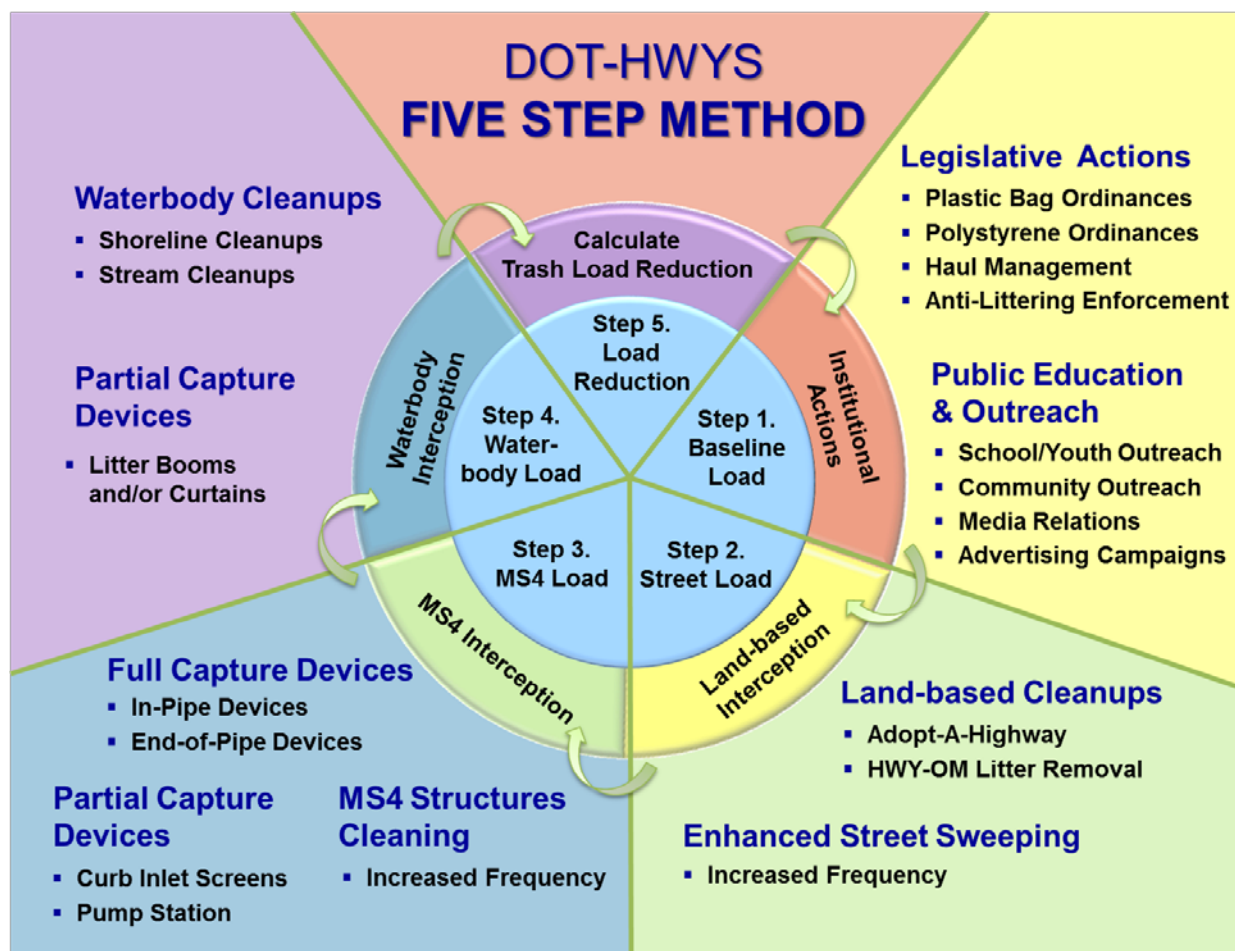 DOT-HWYS
FIVE STEP METHOD
Legislative Actions
▪ Plastic Bag Ordinances
▪ Polystyrene Ordinances
▪ Haul Management
▪ Anti-Littering Enforcement
Public Education
& Outreach
▪ School/Youth Outreach
▪ Community Outreach
▪ Media Relations
▪ Advertising Campaigns
Land-based Cleanups
▪ Adopt-A-Highway
▪ HWY-OM Litter Removal
Enhanced Street Sweeping
▪ Increased Frequency
Full Capture Devices
▪ In-Pipe Devices
▪ End-of-Pipe Devices
Partial Capture
Devices
▪ Curb Inlet Screens
▪ Pump Station
MS4 Structures
Cleaning
▪ Increased Frequency
Waterbody Cleanups
▪ Shoreline Cleanups
▪ Stream Cleanups
Partial Capture
Devices
▪ Litter Booms
and/or Curtains
Calculate
Trash Load Reduction
Institutional
Actions
Land-based
Interception
MS4 Interception
Waterbody
Interception
Step 1.
Baseline
Load
Step 2.
Street Load
Step 3.
MS4 Load
Step 4.
Water-
body Load
Step 5.
Load
Reduction